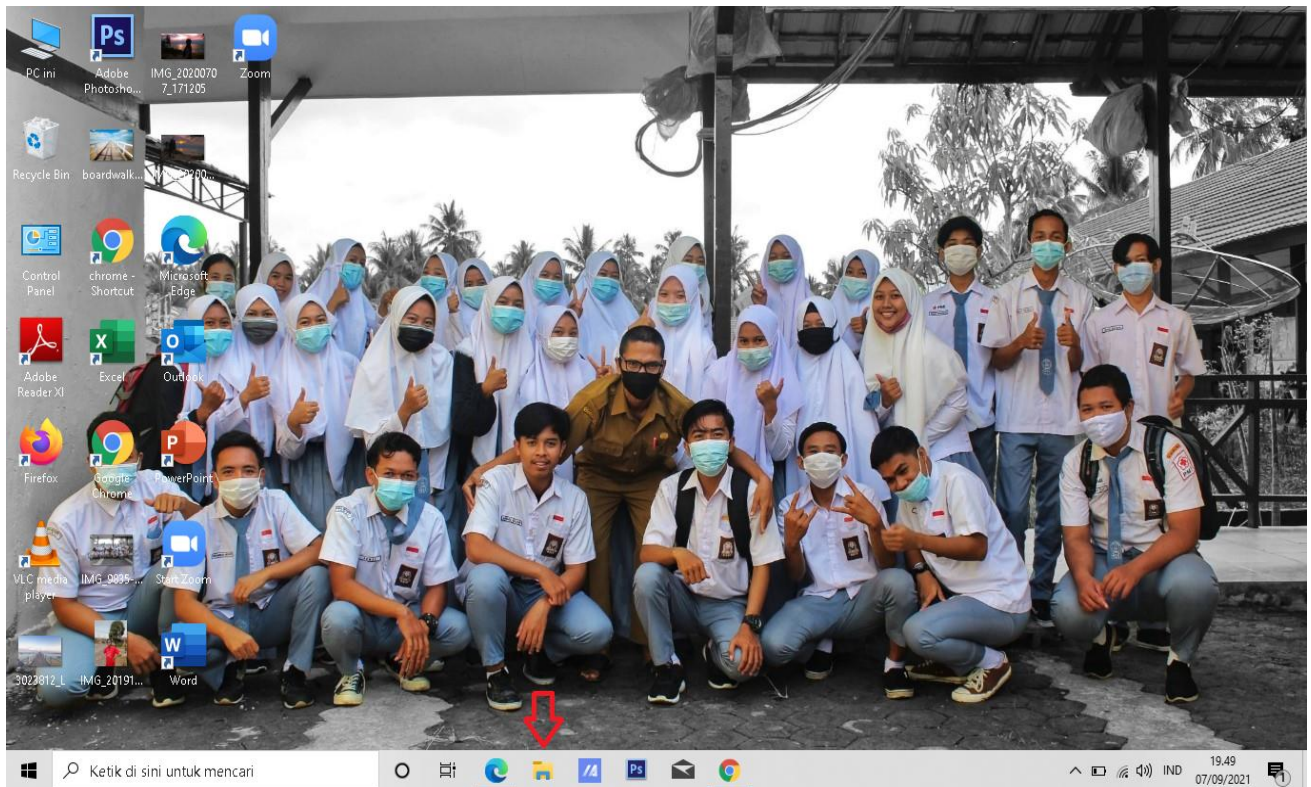 PC ini
Adobe
Photosho...
IMG_2020070
7_171205
Zoom
Recycle Bin
boardwalk...
Control
Panel
chrome -
Shortcut
Microsoft
Edge
Adobe
Reader XI
Excel
Outlook
Firefox
Google
Chrome
PowerPoint
VLC media
player
IMG_9835-...
Start Zoom
3023812_L
IMG_20191...
Word
Ketik di sini untuk mencari
IND
19.49
07/09/2021
1